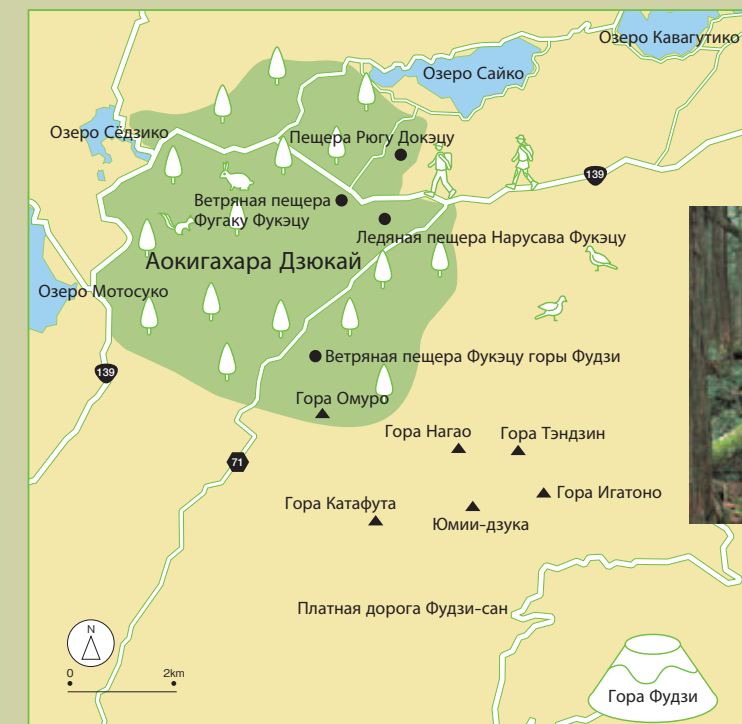 Озеро Кавагутико
Озеро Сайко
Озеро Сёдзико
Пещера Рюгу Докэцу
139
Ветряная пещера
Фугаку Фукэцу
Ледяная пещера Нарусава Фукэцу
Аокигахара Дзюкай
Озеро Мотосуко
Ветряная пещера Фукэцу горы Фудзи
139
Гора Омуро
Гора Нагао
Гора Тэндзин
71
Гора Игатоно
Гора Катафута
Юмии-дзука
Платная дорога Фудзи-сан
N
0 2km
Гора Фудзи